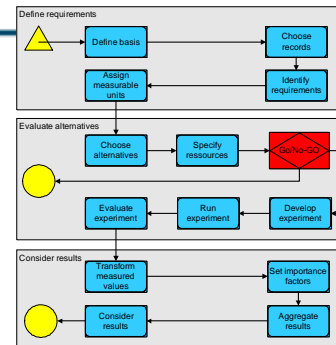 Define requirements
Define basis
Choose
records
Assign
measurable
units
Identify
requirements
Evaluate alternatives
Choose
alternatives
Specify
ressources
Go/No-GO
Evaluate
experiment
Run
experiment
Develop
experiment
Consider results
Transform
measured
values
Set importance
factors
Consider
results
Aggregate
results